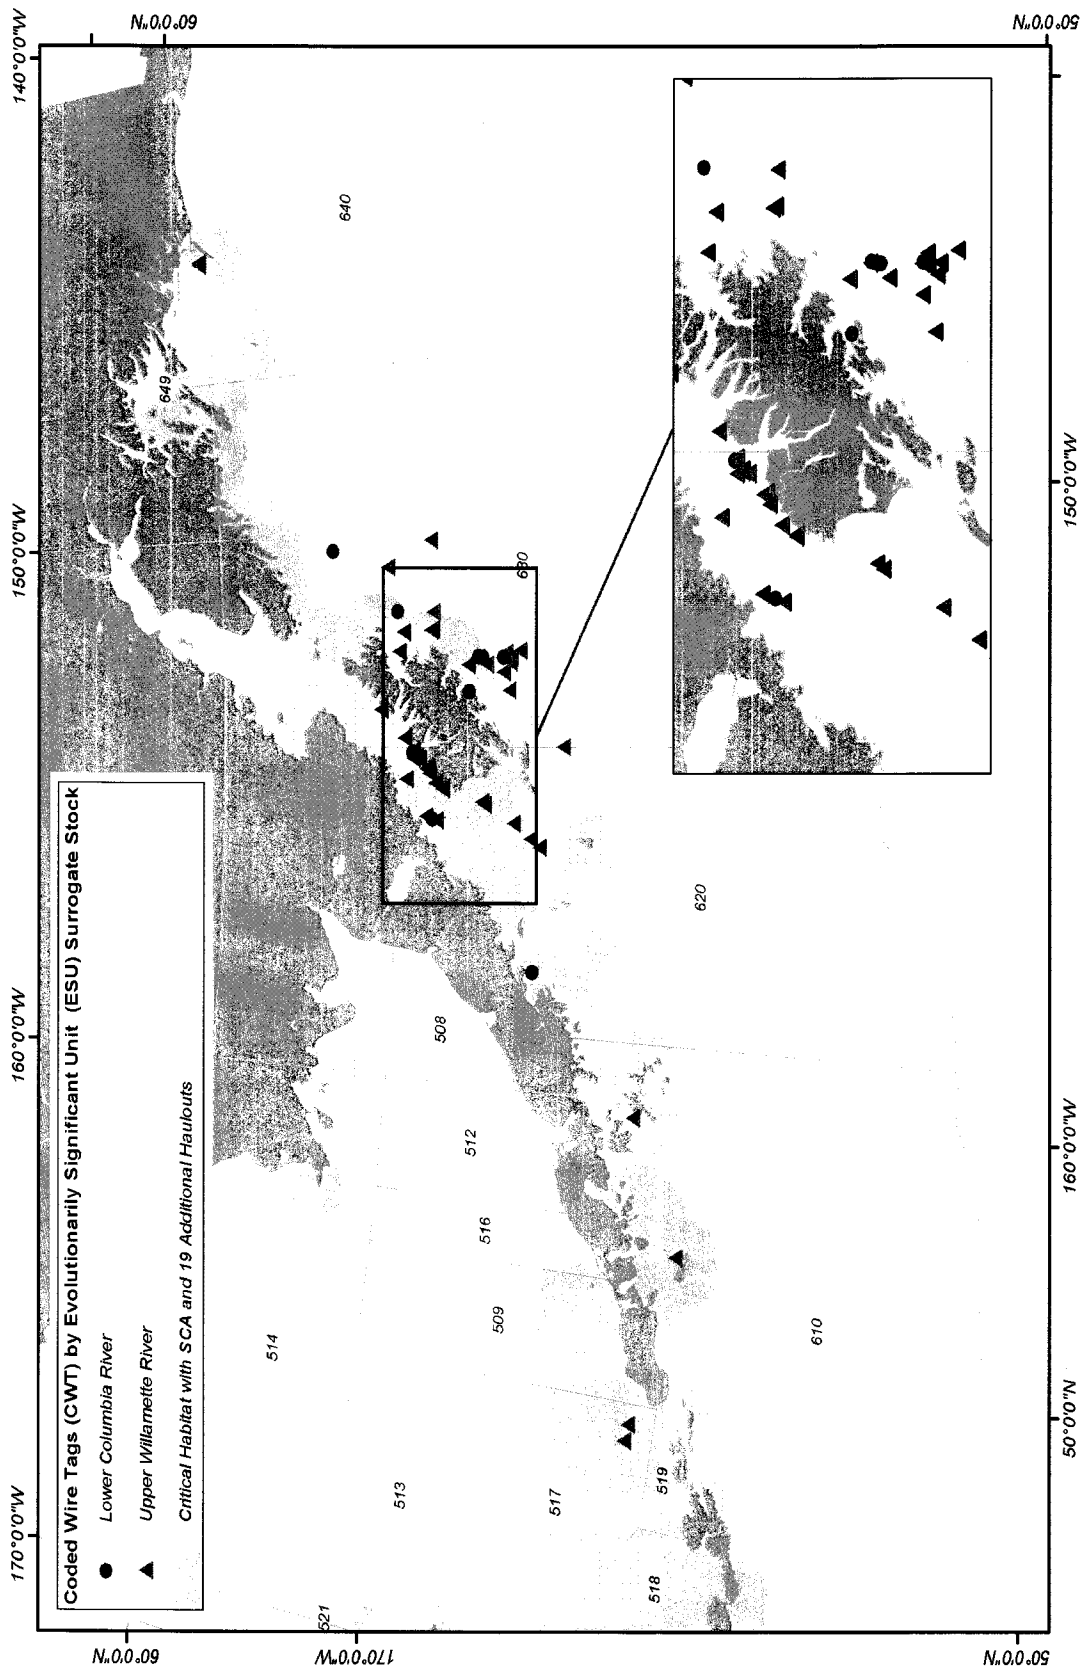 Coded Wire Tags (CWT) by Evolutionarily Significant Unit (ESU) Surrogate Stock
Lower Columbia River
Upper Willamette River
Critical Habitat with SCA and 19 Additional Haulouts
170°0'0"W
160°0'0"W
150°0'0"W
140°0'0"W
60°0'0"N
60°0'0"N
170°0'0"W
50°0'0"N
50°0'0"N
50°0'0"N
160°0'0"W
150°0'0"W
521
514
513
517
518
519
509
516
512
508
610
620
630
649
640